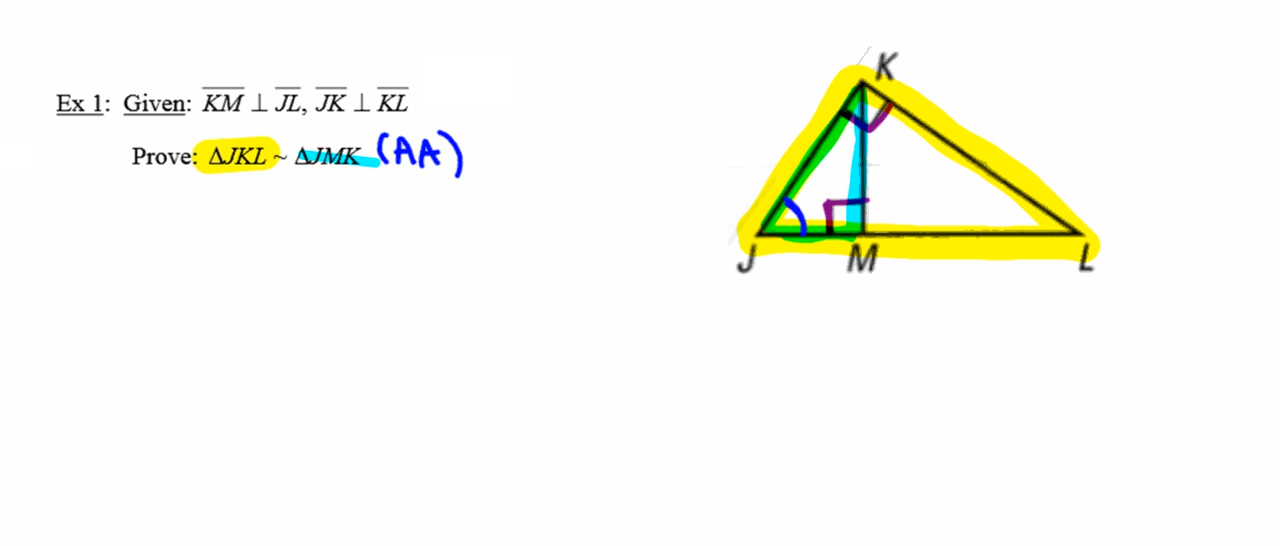 Ex 1: Given: KM ⊥ JL, JK ⊥ KL
Prove: ΔJKL ~ ΔJMK (AA)
K
J M L